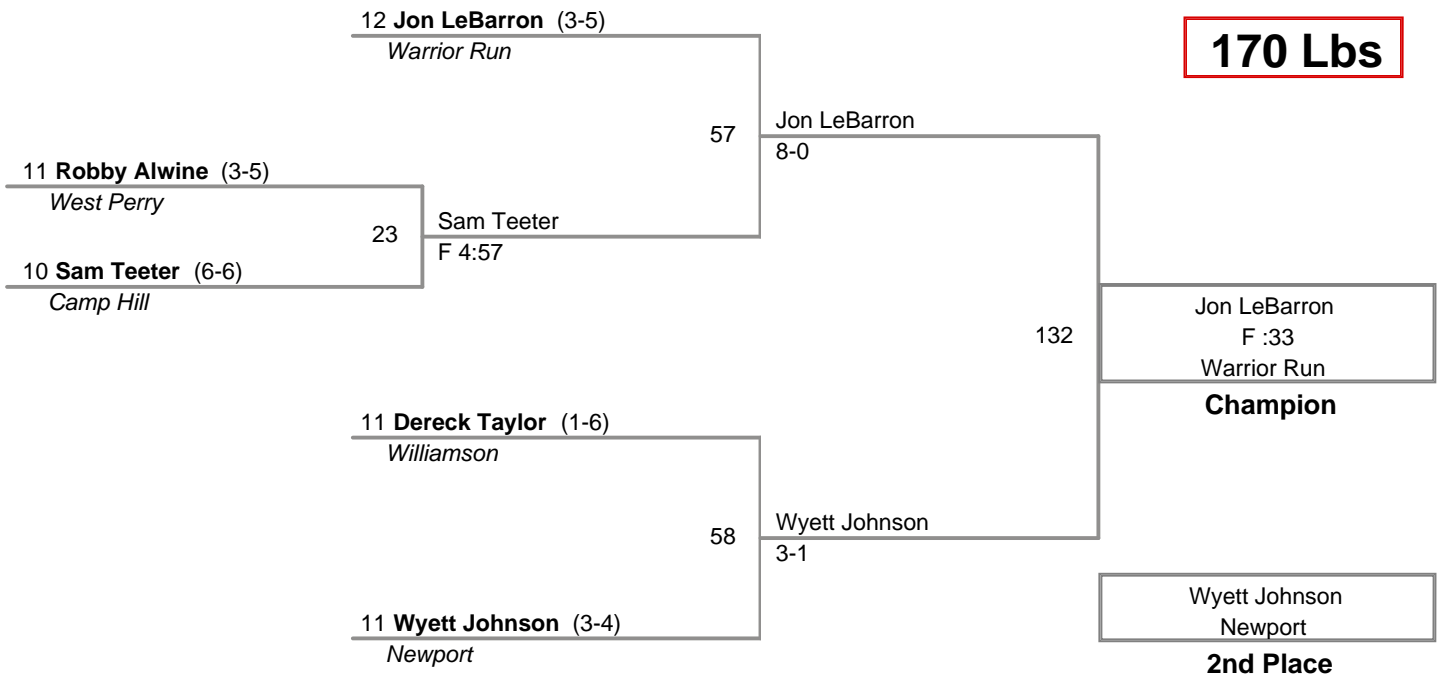 12 Jon LeBarron (3-5)
Warrior Run
170 Lbs
57
Jon LeBarron
8-0
11 Robby Alwine (3-5)
West Perry
23
Sam Teeter
F 4:57
10 Sam Teeter (6-6)
Camp Hill
132
Jon LeBarron
F :33
Warrior Run
Champion
11 Dereck Taylor (1-6)
Williamson
58
Wyett Johnson
3-1
11 Wyett Johnson (3-4)
Newport
Wyett Johnson
Newport
2nd Place